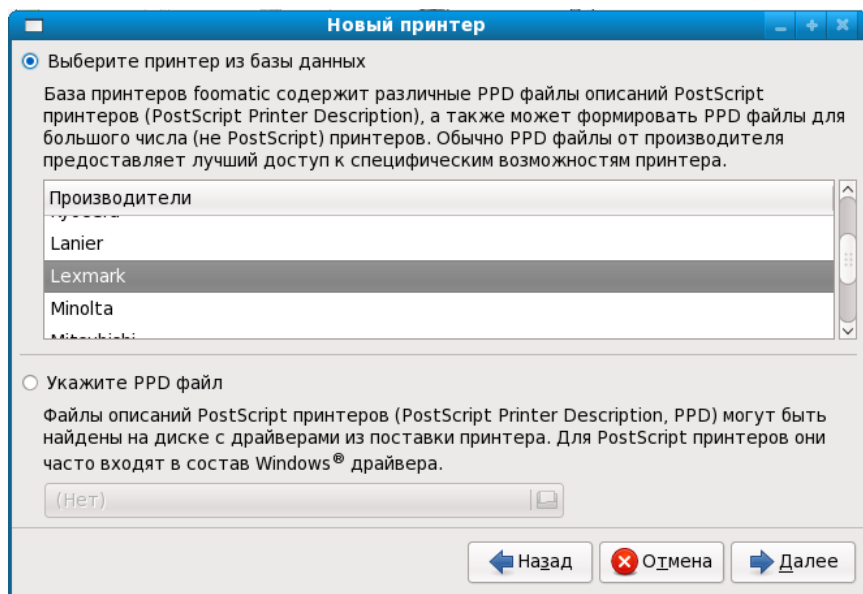 Новый принтер
Выберите принтер из базы данных
База принтеров foomatic содержит различные PPD файлы описаний PostScript
принтеров (PostScript Printer Description), а также может формировать PPD файлы для
большого числа (не PostScript) принтеров. Обычно PPD файлы от производителя
предоставляет лучший доступ к специфическим возможностям принтера.
Производители
Lanier
Lexmark
Minolta
Укажите PPD файл
Файлы описаний PostScript принтеров (PostScript Printer Description, PPD) могут быть
найдены на диске с драйверами из поставки принтера. Для PostScript принтеров они
часто входят в состав Windows® драйвера.
(Нет)
Назад
Отмена
Далее